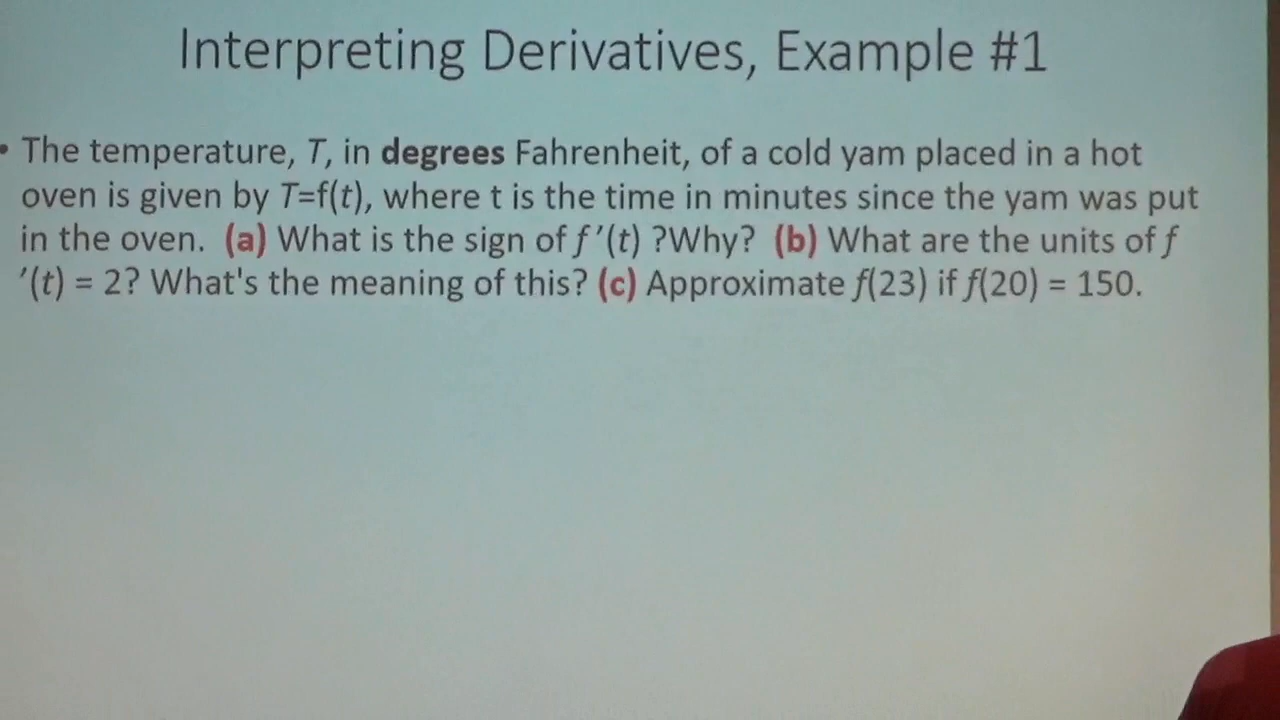 Interpreting Derivatives, Example #1
• The temperature, T, in degrees Fahrenheit, of a cold yam placed in a hot
oven is given by T=f(t), where t is the time in minutes since the yam was put
in the oven. (a) What is the sign of f ′(t) ?Why? (b) What are the units of f
′(t) = 2? What's the meaning of this? (c) Approximate f(23) if f(20) = 150.